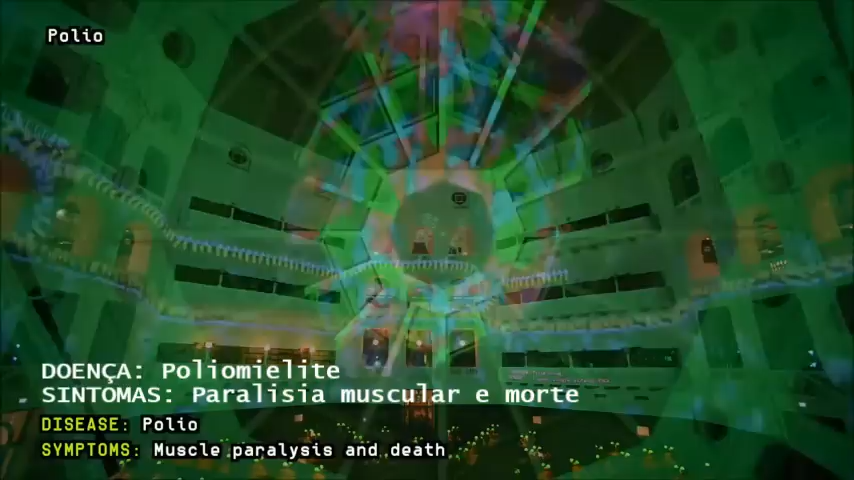 Polio
DOENÇA: Poliomielite
SINTOMAS: Paralisia muscular e morte
DISEASE: Polio
SYMPTOMS: Muscle paralysis and death